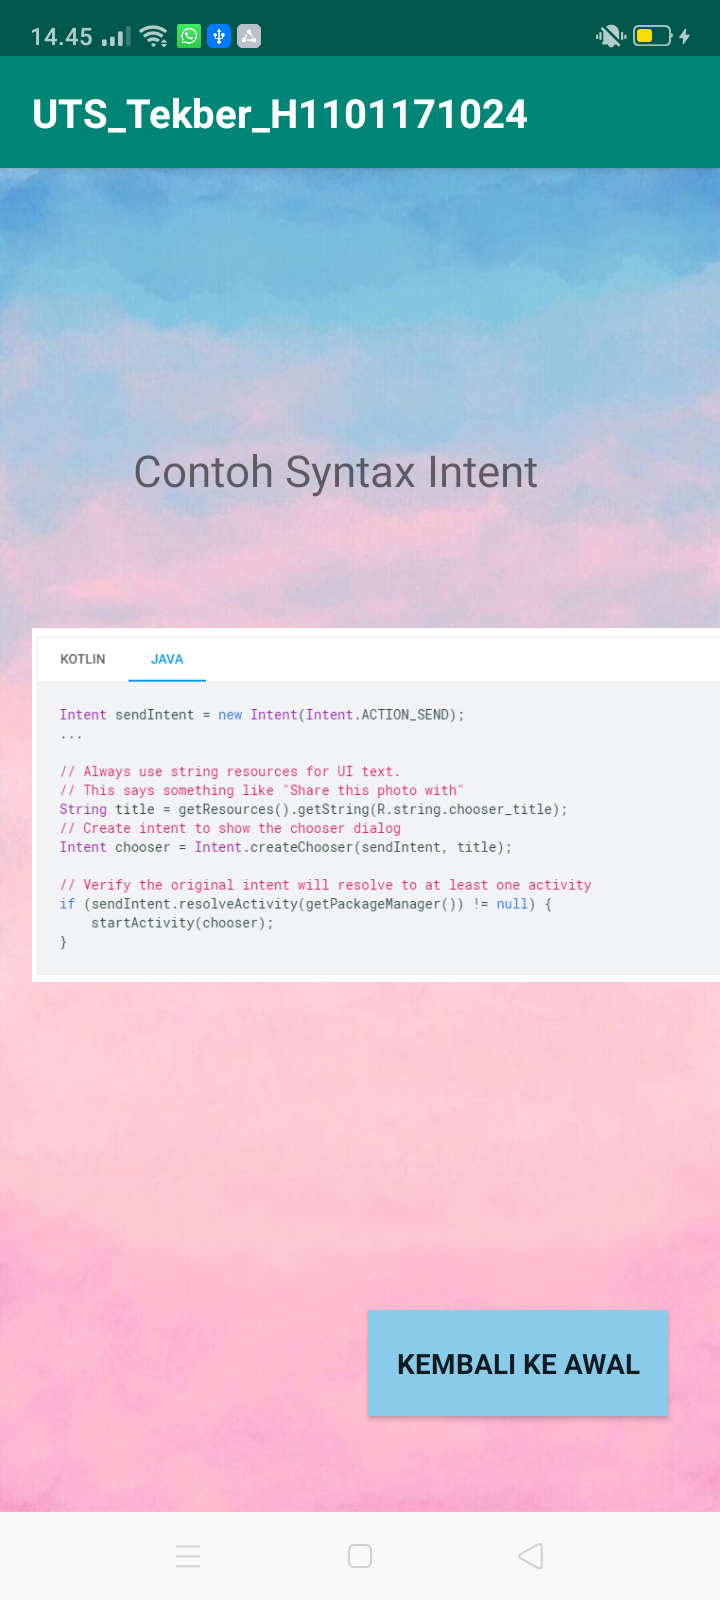 14.45
UTS_Tekber_H1101171024
Contoh Syntax Intent
KOTLIN JAVA
Intent sendIntent = new Intent(Intent.ACTION_SEND);
...
// Always use string resources for UI text.
// This says something like "Share this photo with"
String title = getResources().getString(R.string.chooser_title);
// Create intent to show the chooser dialog
Intent chooser = Intent.createChooser(sendIntent, title);
// Verify the original intent will resolve to at least one activity
if (sendIntent.resolveActivity(getPackageManager()) != null) {
    startActivity(chooser);
}
KEMBALI KE AWAL